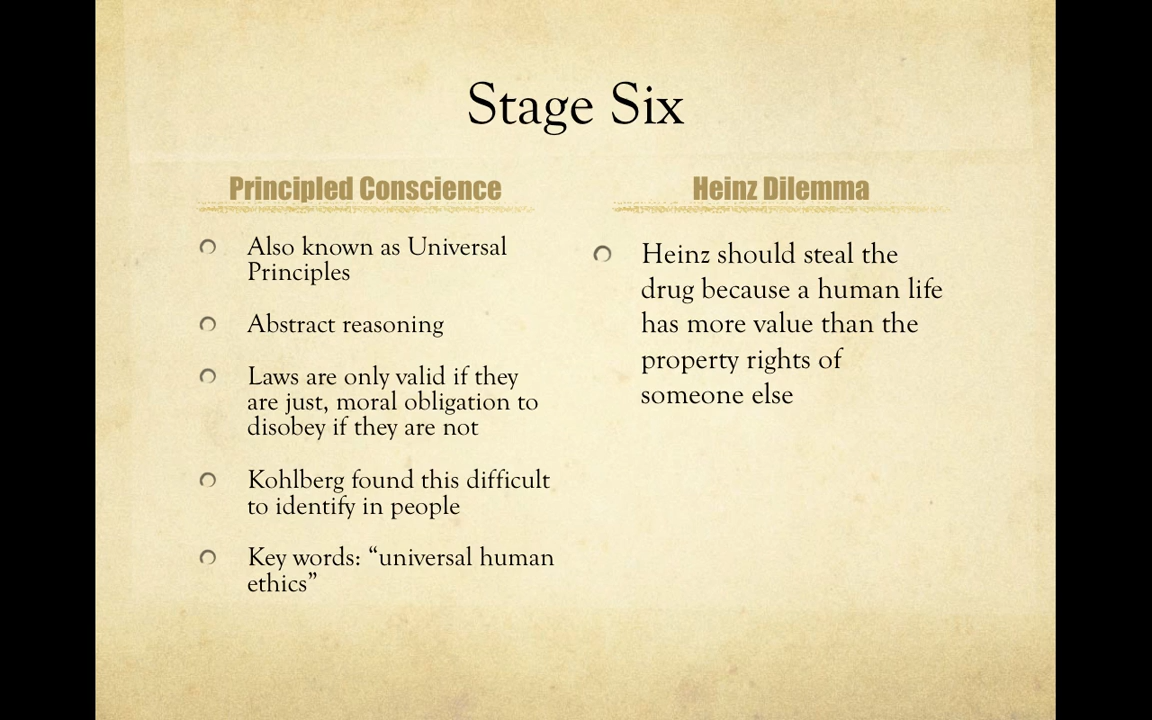 Stage Six
Principled Conscience
Also known as Universal
Principles
Abstract reasoning
Laws are only valid if they
are just, moral obligation to
disobey if they are not
Kohlberg found this difficult
to identify in people
Key words: “universal human
ethics”
Heinz Dilemma
Heinz should steal the
drug because a human life
has more value than the
property rights of
someone else